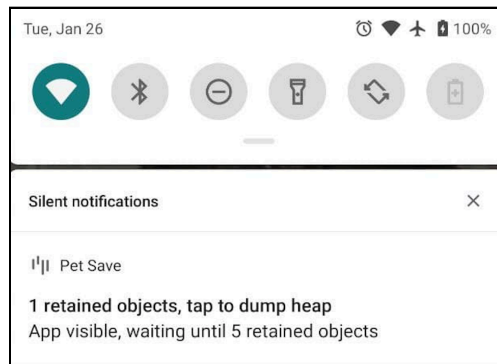 Tue, Jan 26 100%
Silent notifications
Pet Save
1 retained objects, tap to dump heap
App visible, waiting until 5 retained objects